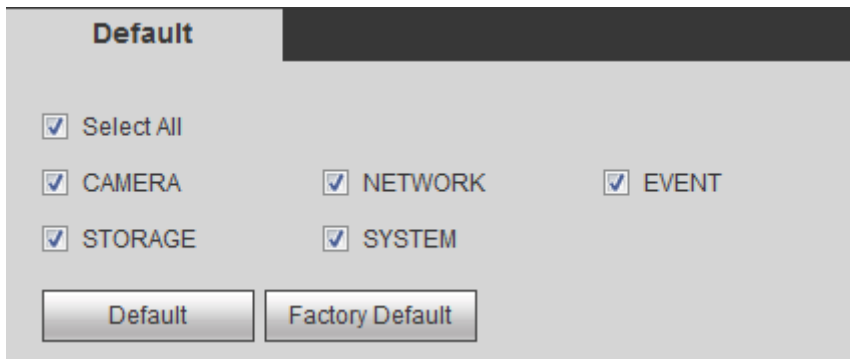 Default
Select All
CAMERA NETWORK EVENT
STORAGE SYSTEM
Default Factory Default